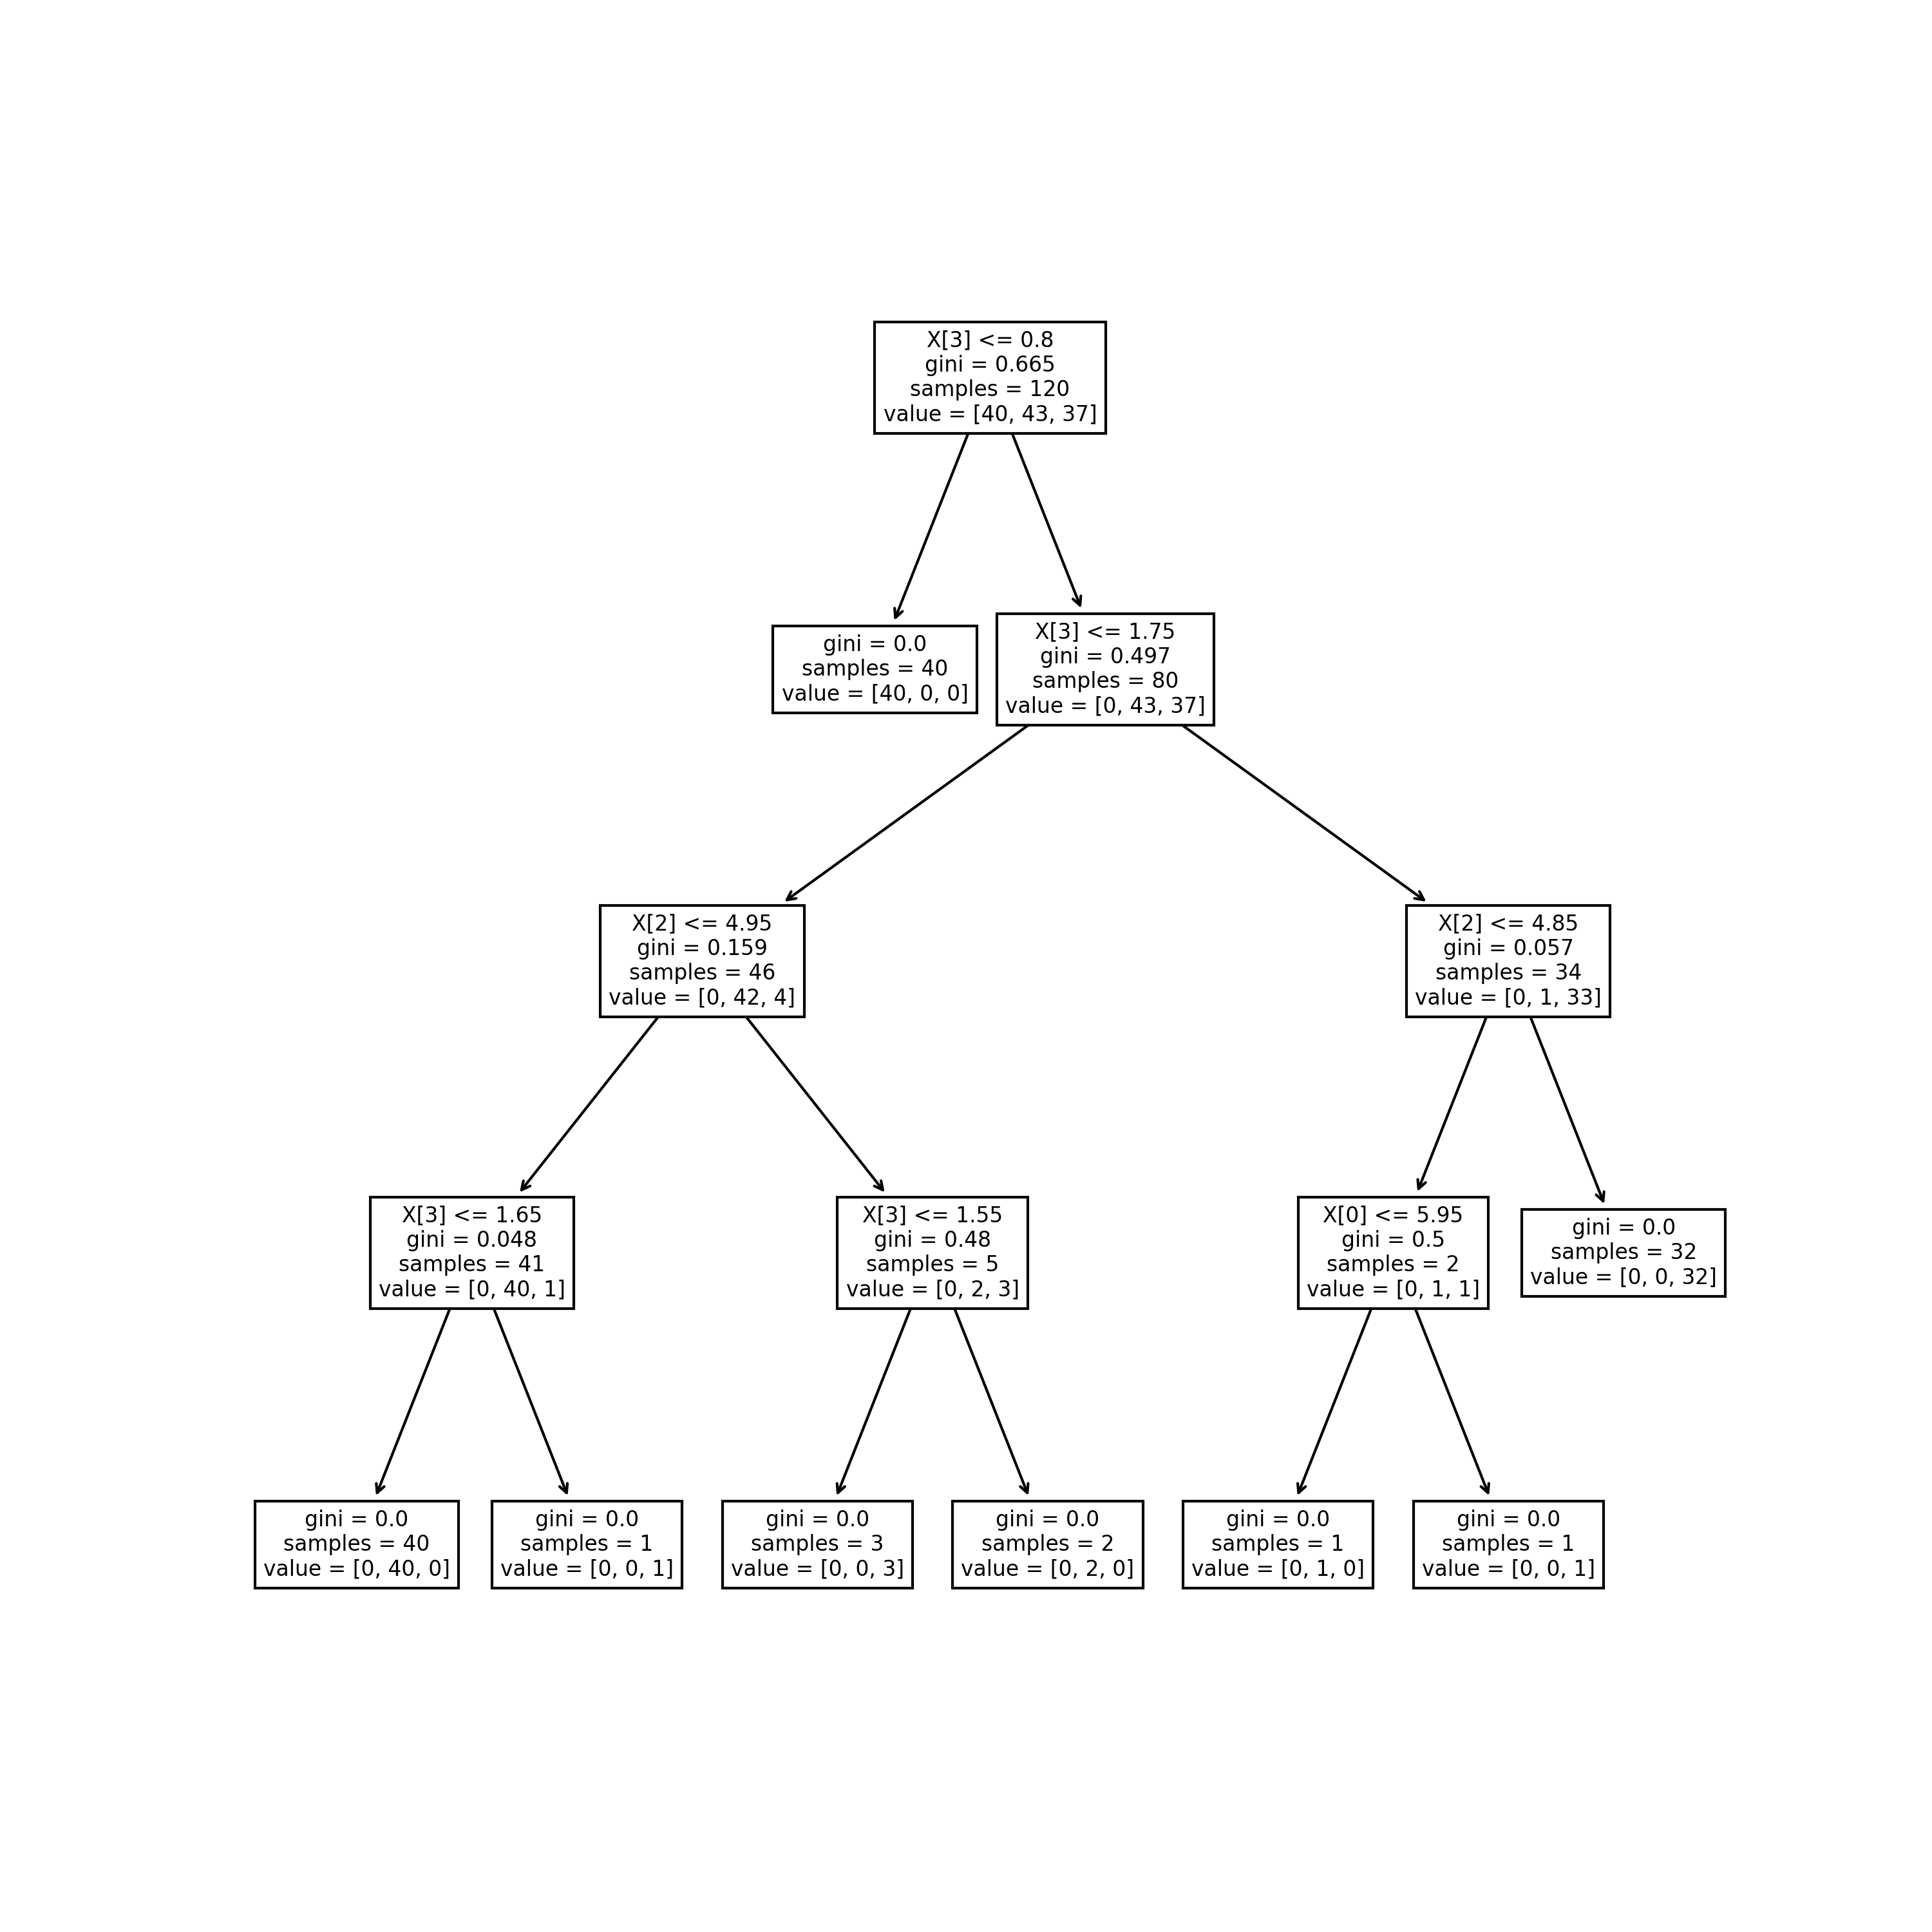 X[3] <= 0.8
gini = 0.665
samples = 120
value = [40, 43, 37]
gini = 0.0
samples = 40
value = [40, 0, 0]
X[3] <= 1.75
gini = 0.497
samples = 80
value = [0, 43, 37]
X[2] <= 4.95
gini = 0.159
samples = 46
value = [0, 42, 4]
X[2] <= 4.85
gini = 0.057
samples = 34
value = [0, 1, 33]
X[3] <= 1.65
gini = 0.048
samples = 41
value = [0, 40, 1]
X[3] <= 1.55
gini = 0.48
samples = 5
value = [0, 2, 3]
X[0] <= 5.95
gini = 0.5
samples = 2
value = [0, 1, 1]
gini = 0.0
samples = 32
value = [0, 0, 32]
gini = 0.0
samples = 40
value = [0, 40, 0]
gini = 0.0
samples = 1
value = [0, 0, 1]
gini = 0.0
samples = 3
value = [0, 0, 3]
gini = 0.0
samples = 2
value = [0, 2, 0]
gini = 0.0
samples = 1
value = [0, 1, 0]
gini = 0.0
samples = 1
value = [0, 0, 1]